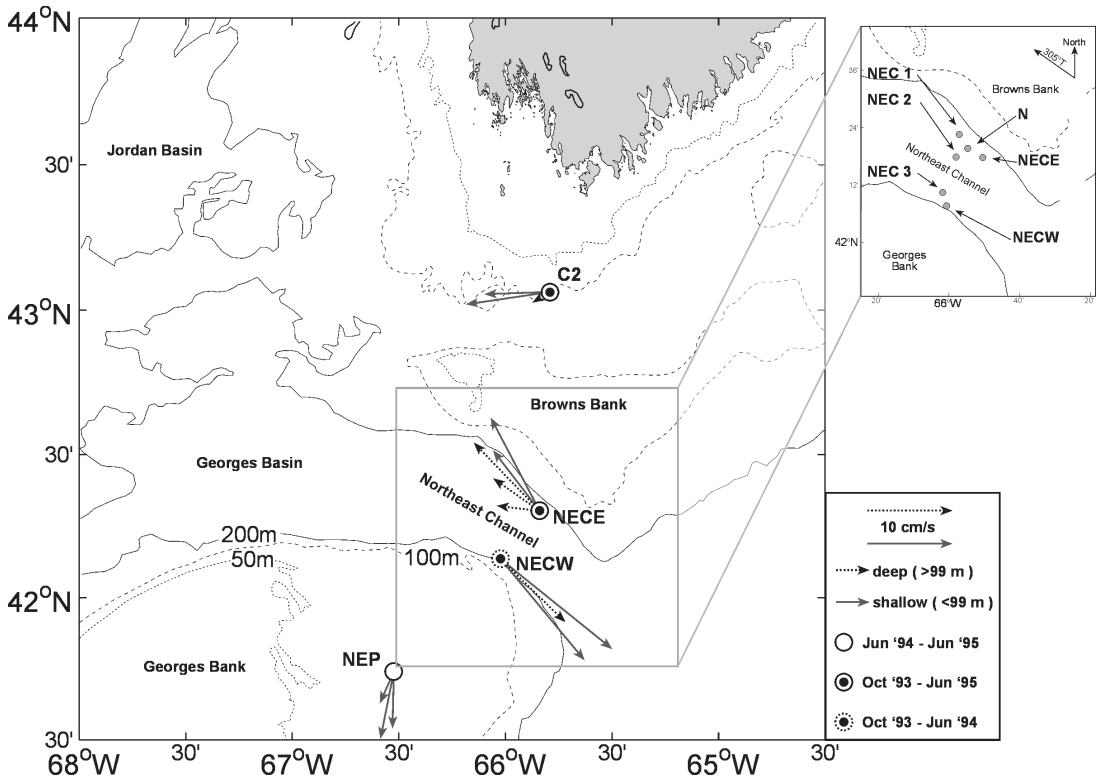 44°N
30'
43°N
30'
42°N
30'
68°W
30'
67°W
30'
66°W
30'
65°W
30'
Jordan Basin
C2
Browns Bank
Georges Basin
Northeast Channel
NECE
200m
50m
100m
NECW
Georges Bank
NEP
305°T
North
36'
NEC 1
Browns Bank
NEC 2
N
24'
Northeast Channel
NECE
NEC 3
12'
NECW
42°N
Georges
Bank
20'
66°W
40'
20'
10 cm/s
deep ( >99 m )
shallow ( <99 m )
Jun ‘94 - Jun ‘95
Oct ‘93 - Jun ‘95
Oct ‘93 - Jun ‘94